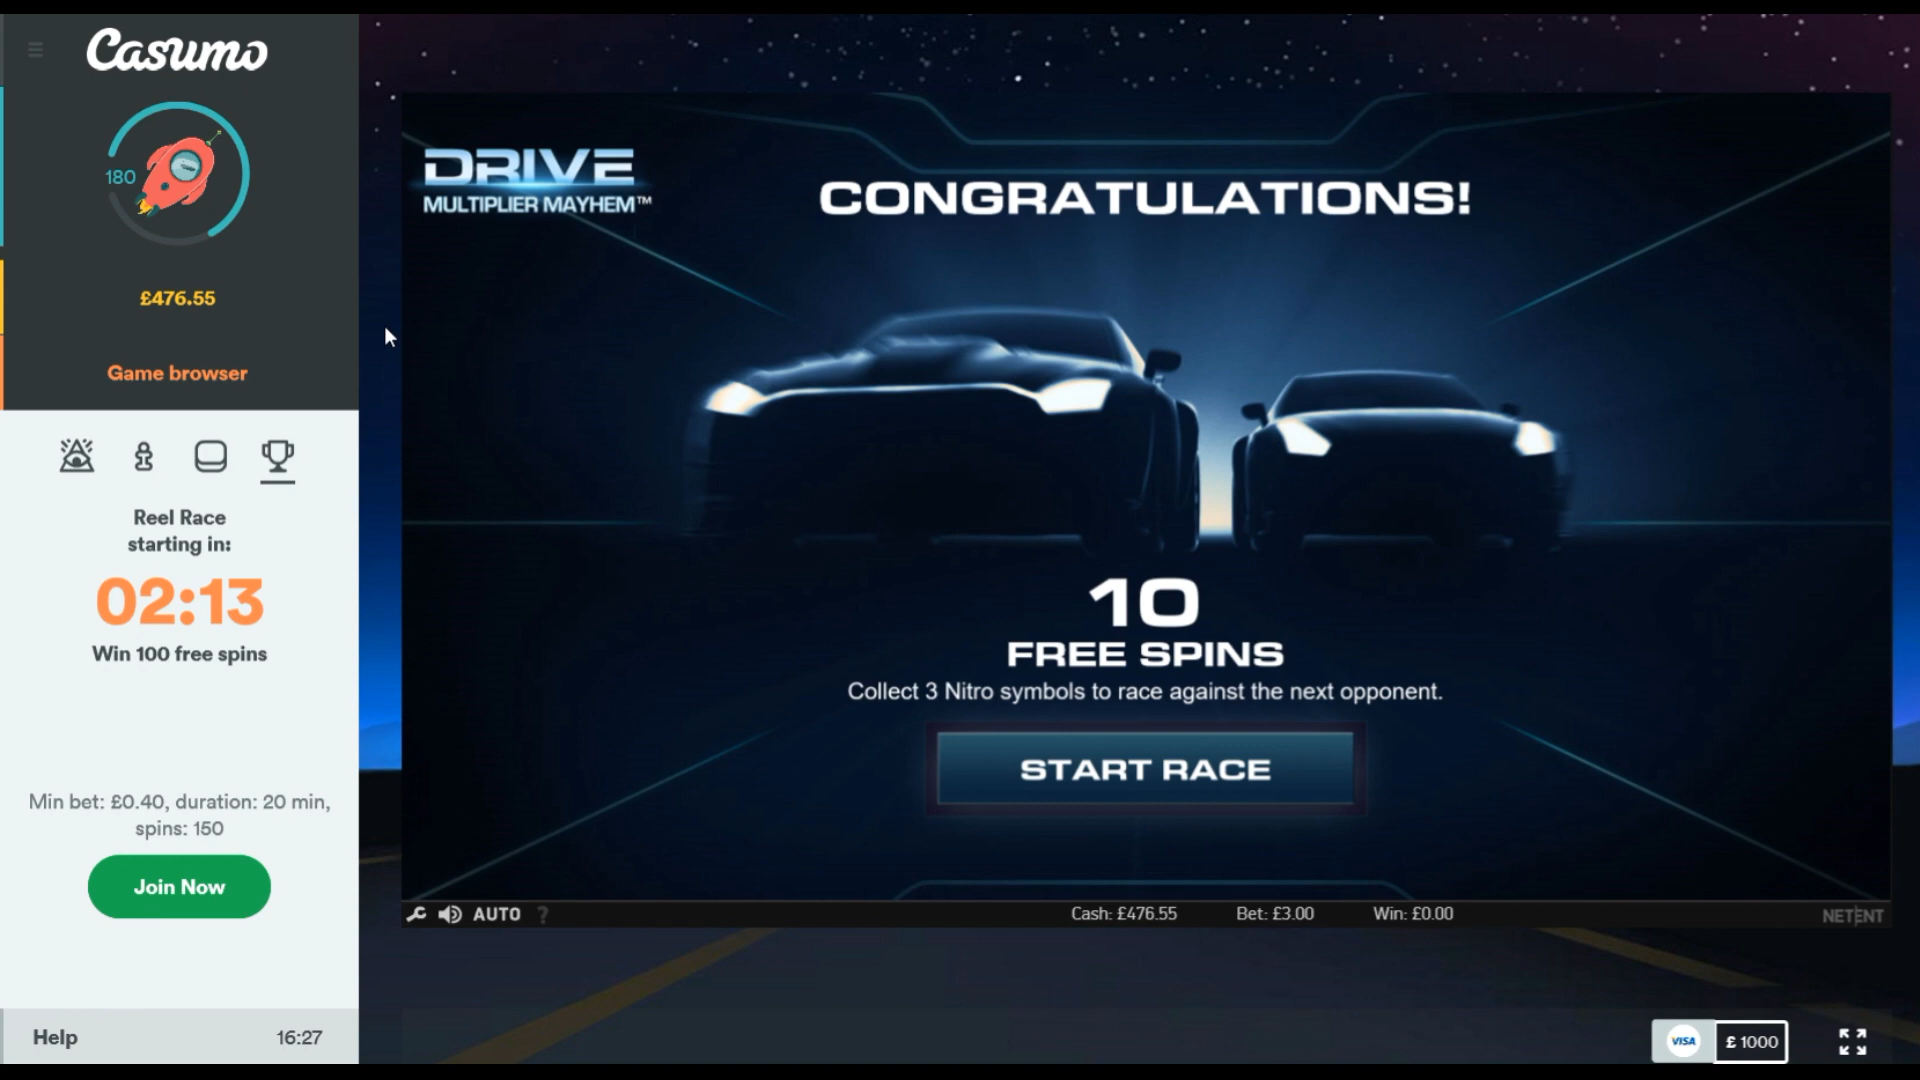 Casumo
180
£476.55
Game browser
Reel Race
starting in:
02:13
Win 100 free spins
Min bet: £0.40, duration: 20 min,
spins: 150
Join Now
Help
16:27
DRIVE
MULTIPLIER MAYHEM™
CONGRATULATIONS!
10
FREE SPINS
Collect 3 Nitro symbols to race against the next opponent.
START RACE
AUTO
?
Cash: £476.55
Bet: £3.00
Win: £0.00
NETENT
VISA
£ 1000